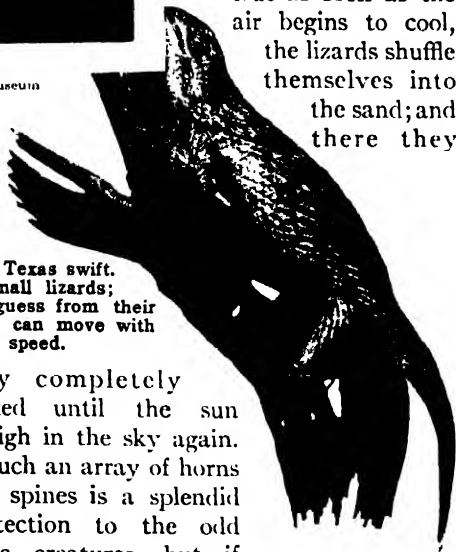 air begins to cool,
the lizards shuffle
themselves into
the sand; and
there they
Texas swift.
lizards;
guess from their
can move with
speed.
completely
until the sun
in the sky again.
such an array of horns
spines is a splendid
to the odd
creatures, but if